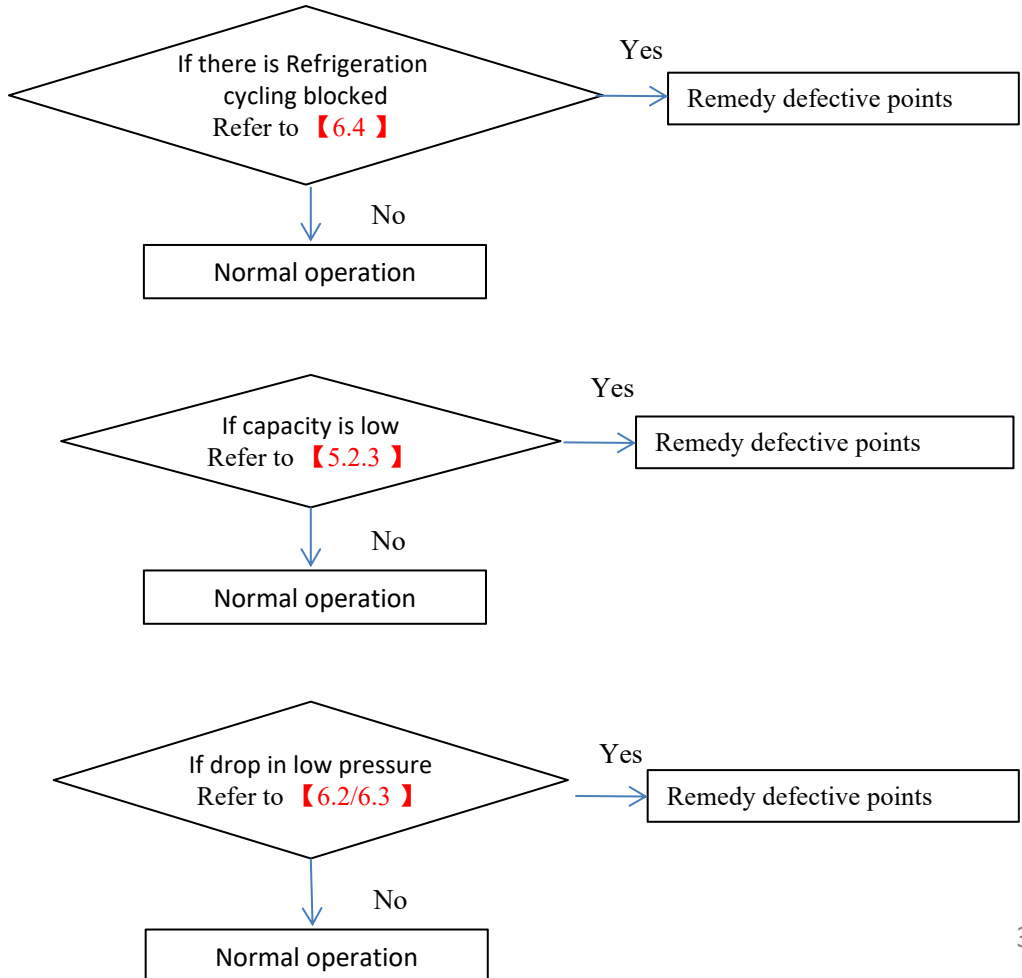 If there is Refrigeration
cycling blocked
Refer to 【6.4 】
Yes
Remedy defective points
No
Normal operation
If capacity is low
Refer to 【5.2.3 】
Yes
Remedy defective points
No
Normal operation
If drop in low pressure
Refer to 【6.2/6.3 】
Yes
Remedy defective points
No
Normal operation